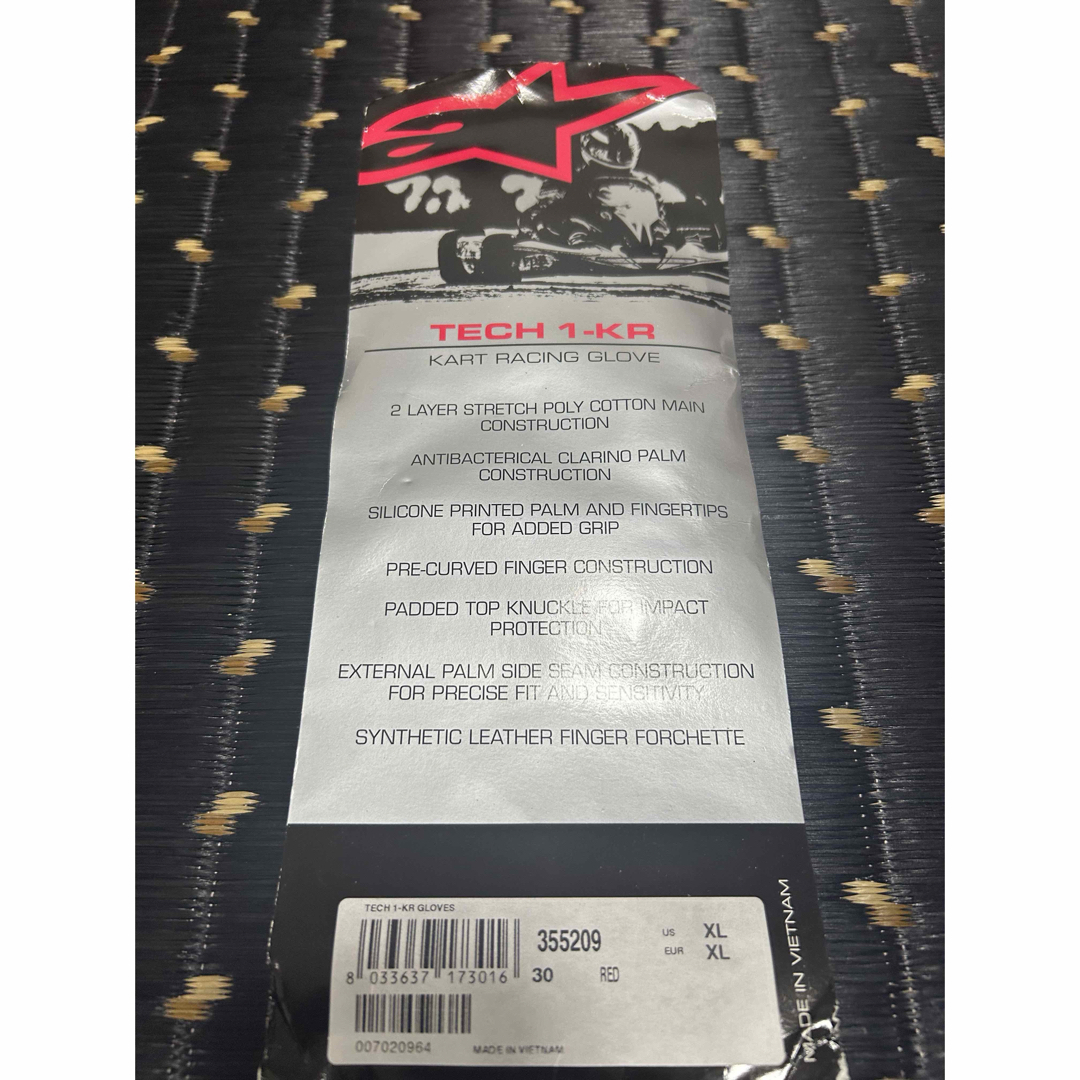 TECH 1-KR
KART RACING GLOVE
2 LAYER STRETCH POLY COTTON MAIN
CONSTRUCTION
ANTIBACTERICAL CLARINO PALM
CONSTRUCTION
SILICONE PRINTED PALM AND FINGERTIPS
FOR ADDED GRIP
PRE-CURVED FINGER CONSTRUCTION
PADDED TOP KNUCKLE FOR IMPACT
PROTECTION
EXTERNAL PALM SIDE SEAM CONSTRUCTION
FOR PRECISE FIT AND SENSITIVITY
SYNTHETIC LEATHER FINGER FORCHETTE
TECH 1-KR GLOVES
355209
US XL
EUR XL
8 033637 173016
30 RED
007020964
MADE IN VIETNAM
MADE IN VIETNAM